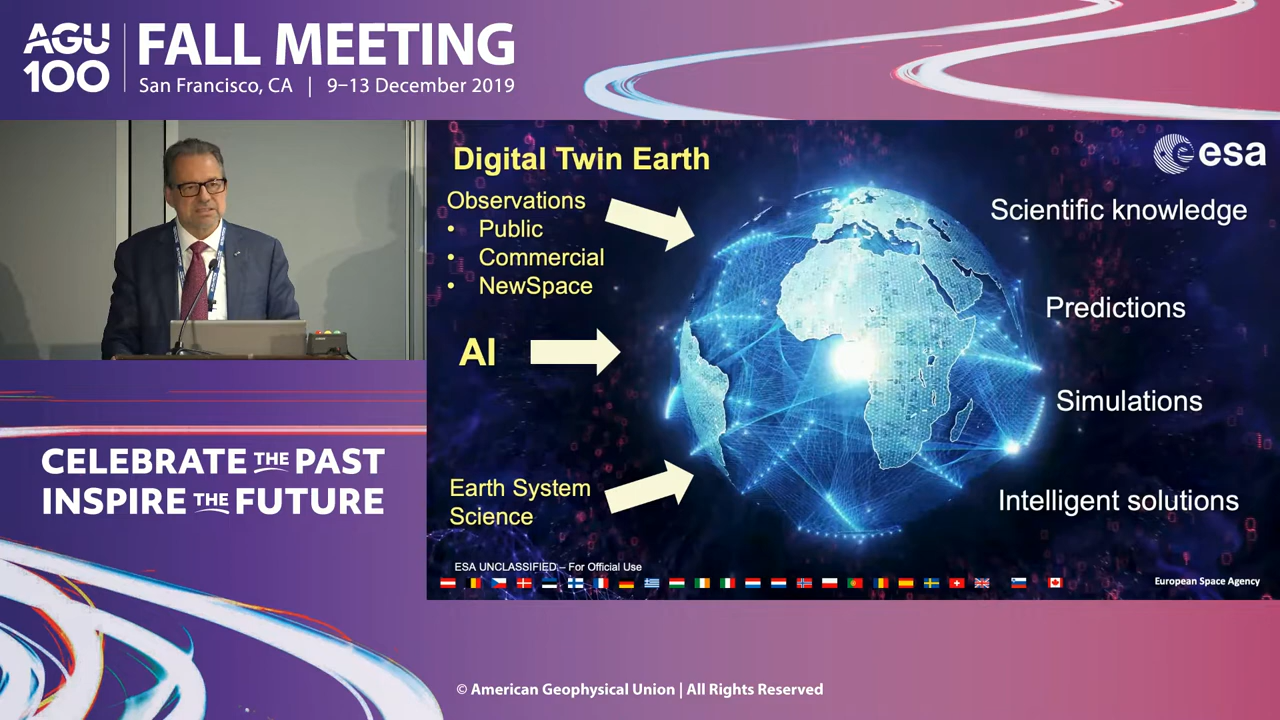 AGU
100
FALL MEETING
San Francisco, CA | 9–13 December 2019
CELEBRATE THE PAST
INSPIRE THE FUTURE
Digital Twin Earth
esa
Observations
• Public
• Commercial
• NewSpace
AI
Earth System
Science
Scientific knowledge
Predictions
Simulations
Intelligent solutions
ESA UNCLASSIFIED – For Official Use
European Space Agency
© American Geophysical Union | All Rights Reserved